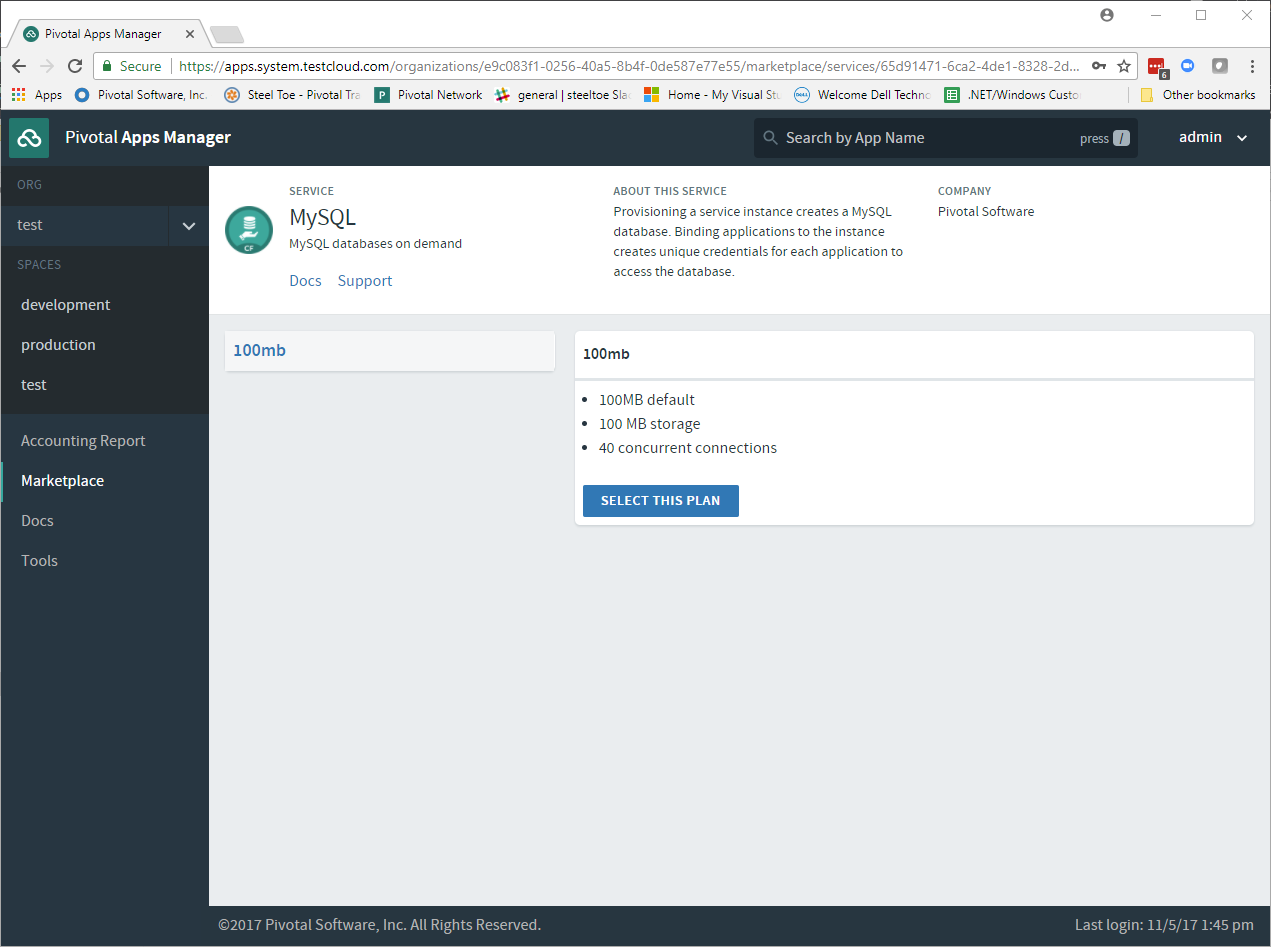 Pivotal Apps Manager
Secure https://apps.system.testcloud.com/organizations/e9c083f1-0256-40a5-8b4f-0de587e77e55/marketplace/services/65d91471-6ca2-4de1-8328-2d...
6
Apps Pivotal Software, Inc. Steel Toe - Pivotal Tra Pivotal Network general | steeltoe Sla Home - My Visual Stu Welcome Dell Techno .NET/Windows Custo Other bookmarks
Pivotal Apps Manager
Search by App Name press /
admin
ORG
test
SPACES
development
production
test
Accounting Report
Marketplace
Docs
Tools
SERVICE
MySQL
MySQL databases on demand
Docs Support
CF
ABOUT THIS SERVICE
Provisioning a service instance creates a MySQL
database. Binding applications to the instance
creates unique credentials for each application to
access the database.
COMPANY
Pivotal Software
100mb
100mb
100MB default
100 MB storage
40 concurrent connections
SELECT THIS PLAN
©2017 Pivotal Software, Inc. All Rights Reserved.
Last login: 11/5/17 1:45 pm